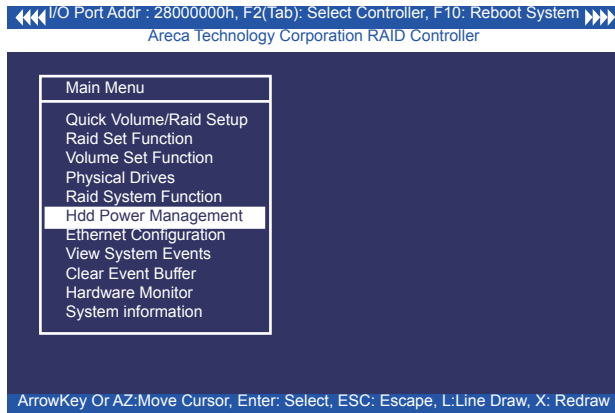 I/O Port Addr : 28000000h, F2(Tab): Select Controller, F10: Reboot System
Areca Technology Corporation RAID Controller
Main Menu
Quick Volume/Raid Setup
Raid Set Function
Volume Set Function
Physical Drives
Raid System Function
Hdd Power Management
Ethernet Configuration
View System Events
Clear Event Buffer
Hardware Monitor
System information
ArrowKey Or AZ:Move Cursor, Enter: Select, ESC: Escape, L:Line Draw, X: Redraw